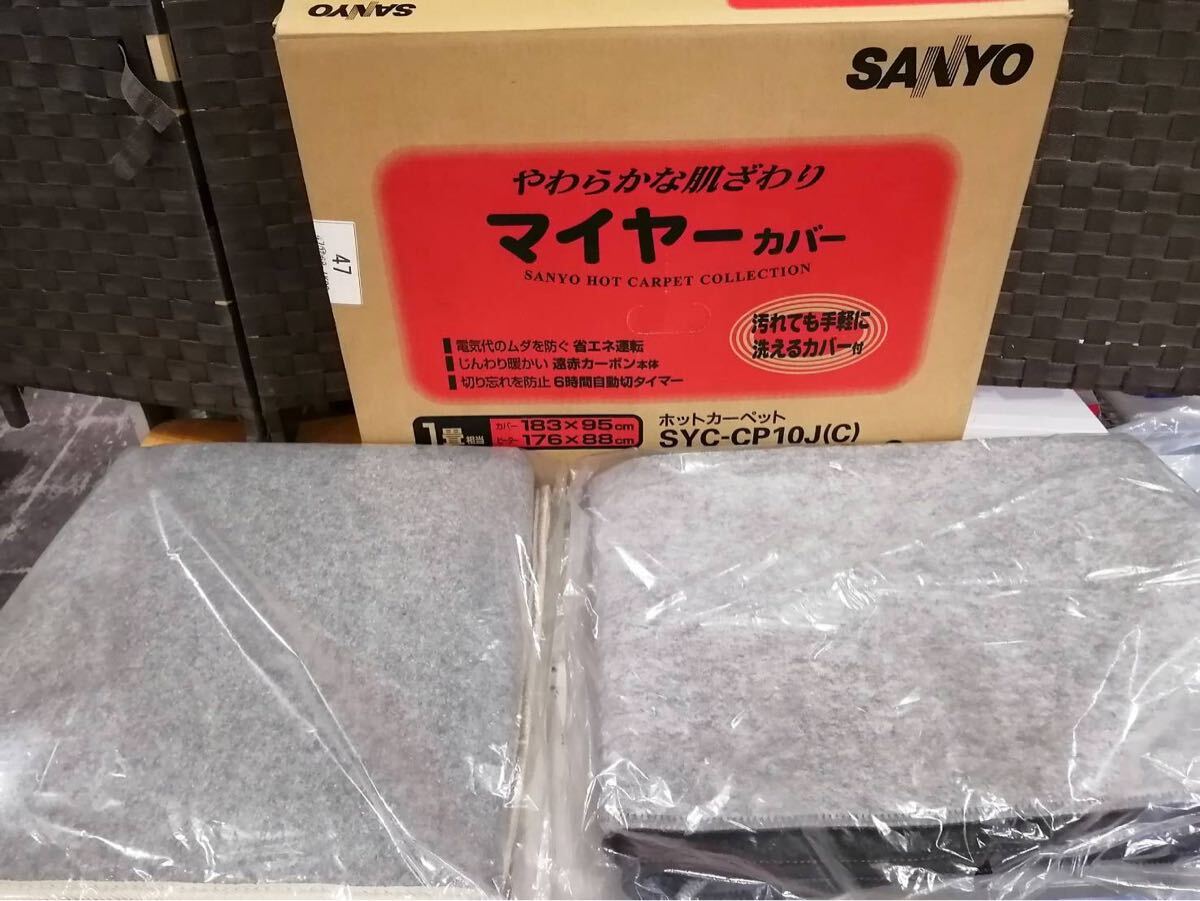 SANYO
SANYO
やわらかな肌ざわり
マイヤーカバー
SANYO HOT CARPET COLLECTION
汚れても手軽に
洗えるカバー付
電気代のムダを防ぐ 省エネ運転
じんわり暖かい 遠赤カーボン本体
切り忘れを防止 6時間自動切タイマー
1畳相当
カバー 183×95cm
ヒーター 176×88cm
ホットカーペット
SYC-CP10J(C)
47